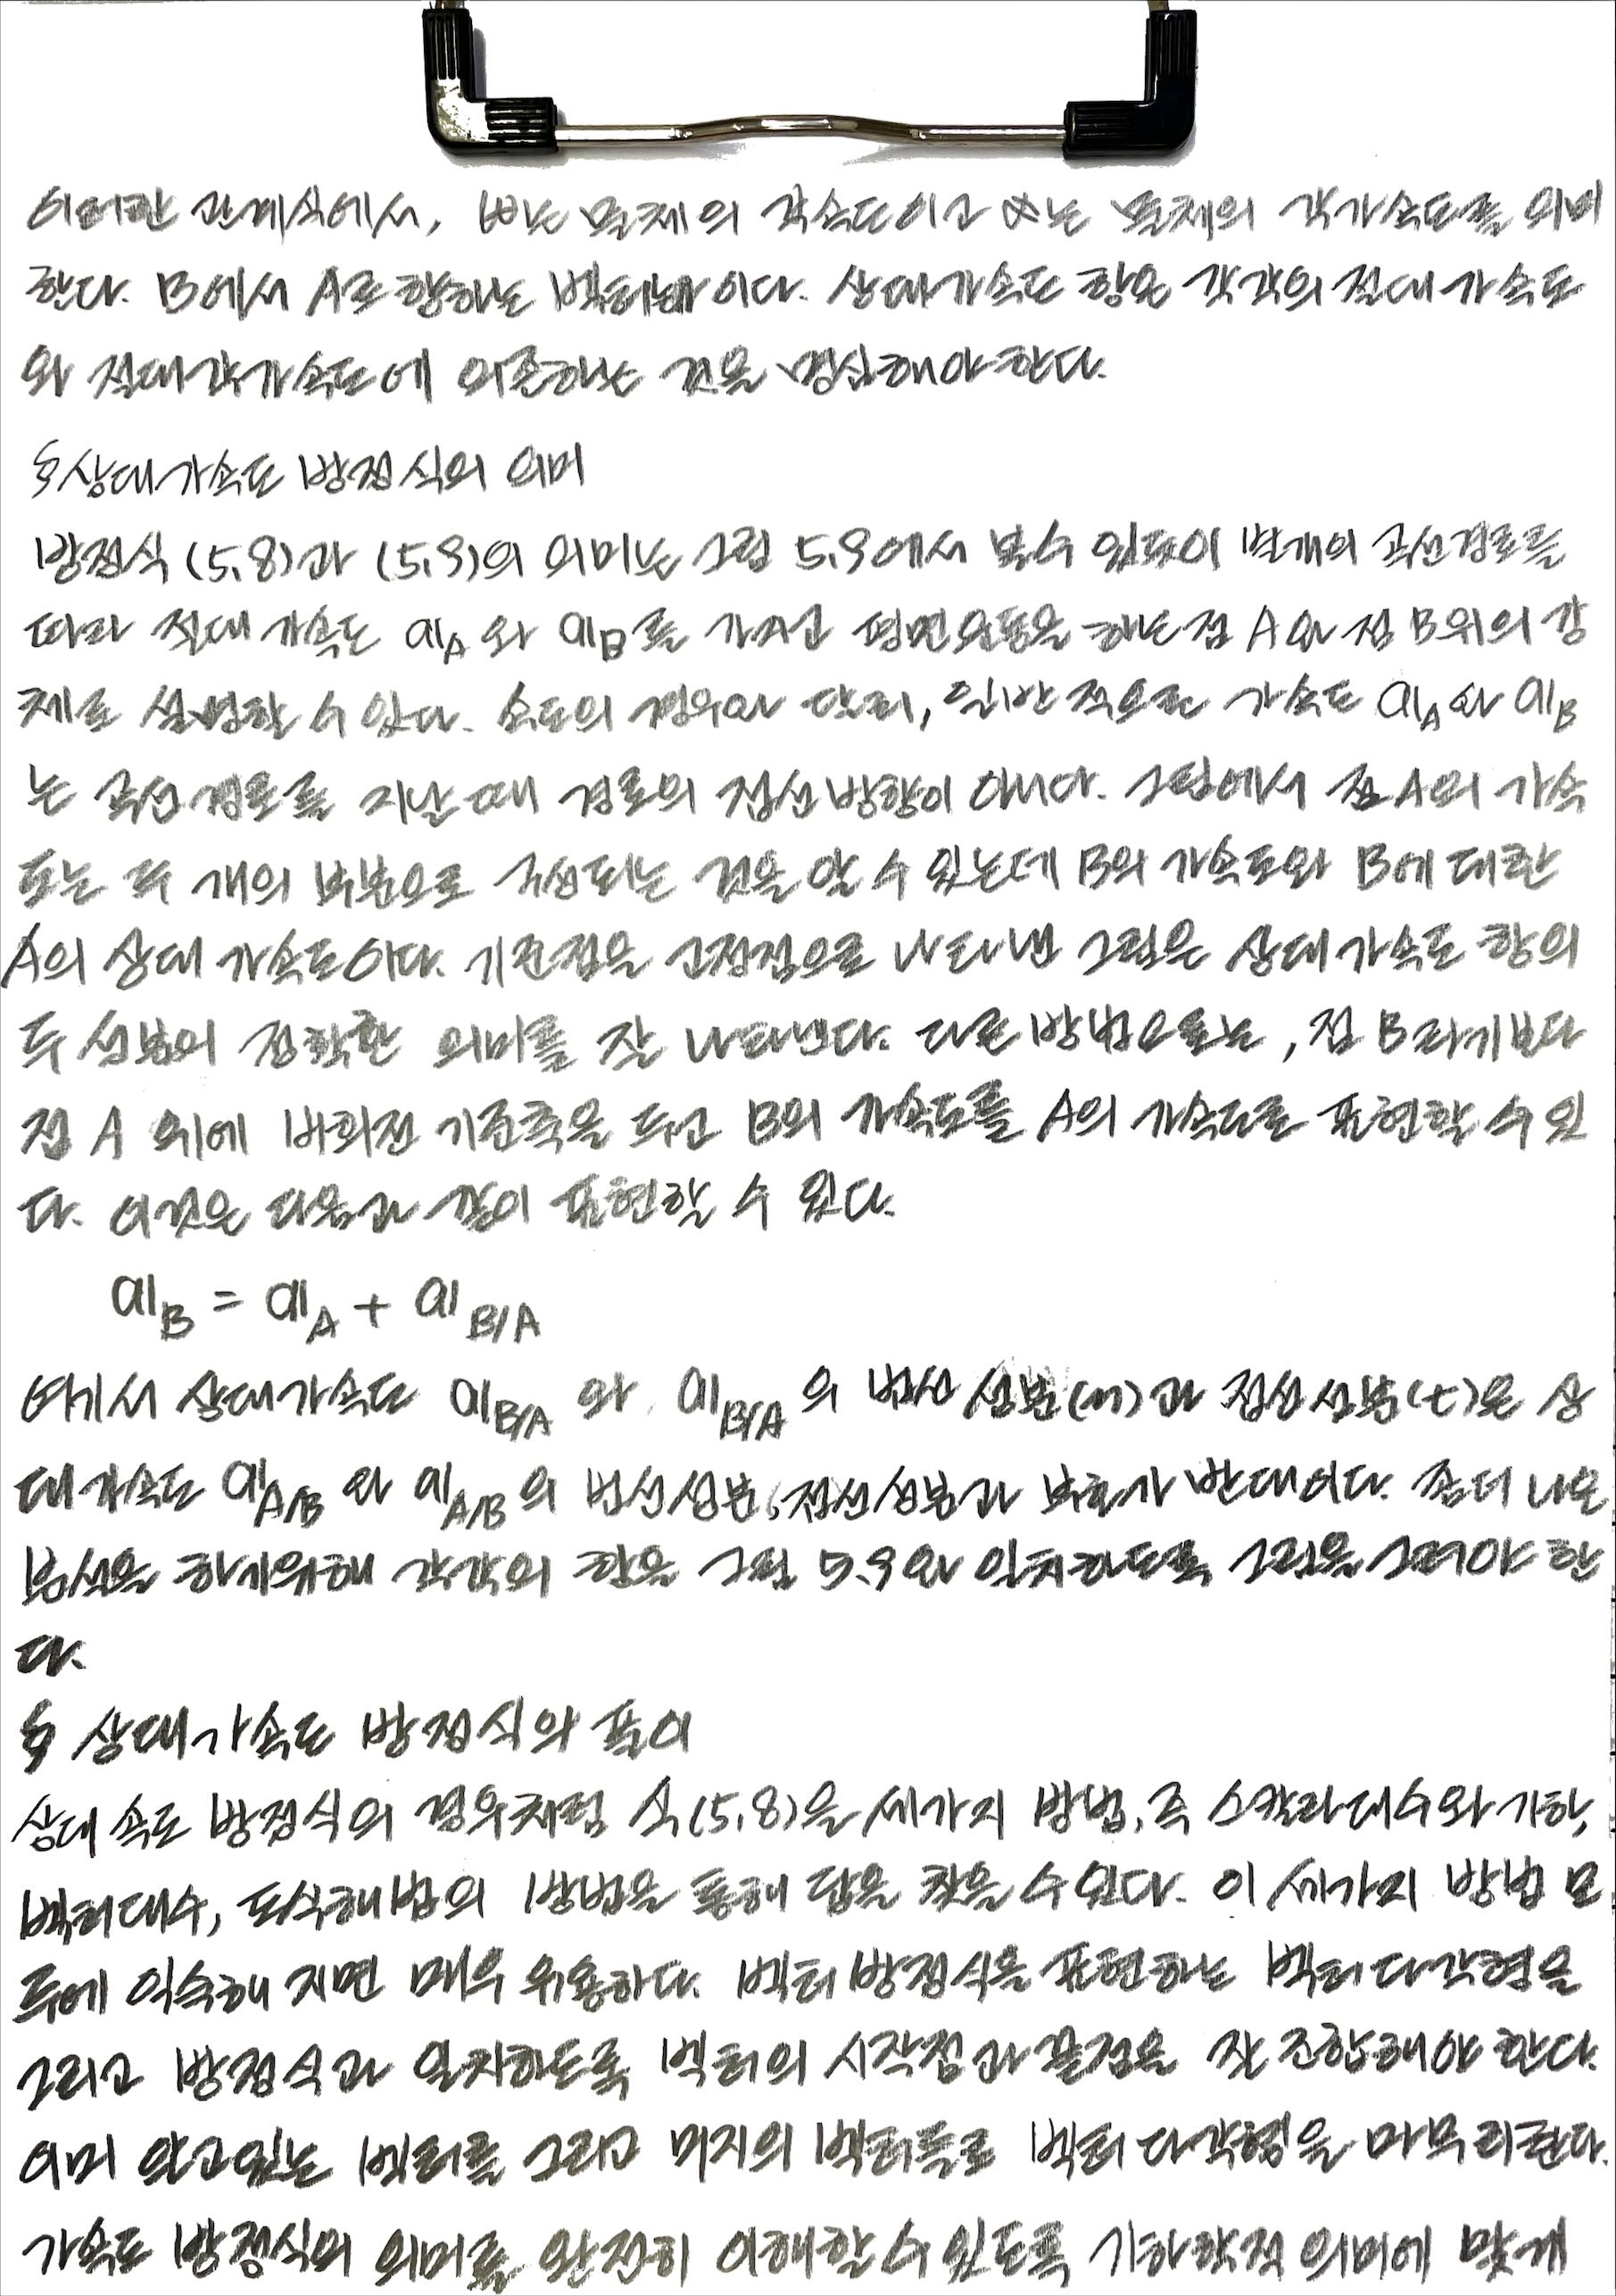 이러한 관계식에서, ω는 물체의 각속도이고 α는 물체의 각가속도를 의미
한다. B에서 A로 향하는 벡터 이다. 상대가속도 항은 각각의 절대가속도
와 절대각가속도에 의존하는 것을 명심해야 한다.
§상대가속도 방정식의 의미
방정식 (5.8)과 (5.9)의 의미는 그림 5.9에서 볼 수 있듯이 별개의 곡선경로를
따라 절대 가속도 a_A와 a_B를 가지고 평면운동을 하는 점 A와 점 B위의 강
체로 설명할 수 있다. 속도의 경우와 달리, 일반적으로 가속도 a_A와 a_B
는 곡선 경로를 지날 때 경로의 접선 방향이 아니다. 그림에서 점 A의 가속
도는 두 개의 부분으로 구성되는 것을 알 수 있는데 B의 가속도와 B에 대한
A의 상대 가속도이다. 기준점을 고정점으로 나타낸 그림은 상대 가속도 항의
두 성분의 정확한 의미를 잘 나타낸다. 다른 방법으로는, 점 B라기보다
점 A 위에 비회전 기준축을 두고 B의 가속도를 A의 가속도로 표현할 수 있
다. 이것은 다음과 같이 표현할 수 있다.
a_B = a_A + a_B/A
여기서 상대가속도 a_B/A 와 a_B/A의 법선 성분(n)과 접선 성분(t)은 상
대가속도 a_A/B 와 a_A/B의 법선성분, 접선성분과 부호가 반대이다. 좀더 나은
분석을 하기위해 각각의 항을 그림 5.9와 일치하도록 그림을 그려야 한
다.
§ 상대가속도 방정식의 풀이
상대 속도 방정식의 경우처럼 식(5.8)을 세가지 방법, 즉 스칼라대수와 기하,
벡터대수, 도식해법의 방법을 통해 답을 찾을 수 있다. 이 세가지 방법 모
두에 익숙해 지면 매우 유용하다. 벡터 방정식을 표현하는 벡터 다각형을
그리고 방정식과 일치하도록 벡터의 시작점과 끝점을 잘 조합해야 한다.
이미 알고있는 벡터를 그리고 미지의 벡터들로 벡터 다각형을 마무리한다.
가속도 방정식의 의미를 완전히 이해할 수 있도록 기하학적 의미에 맞게